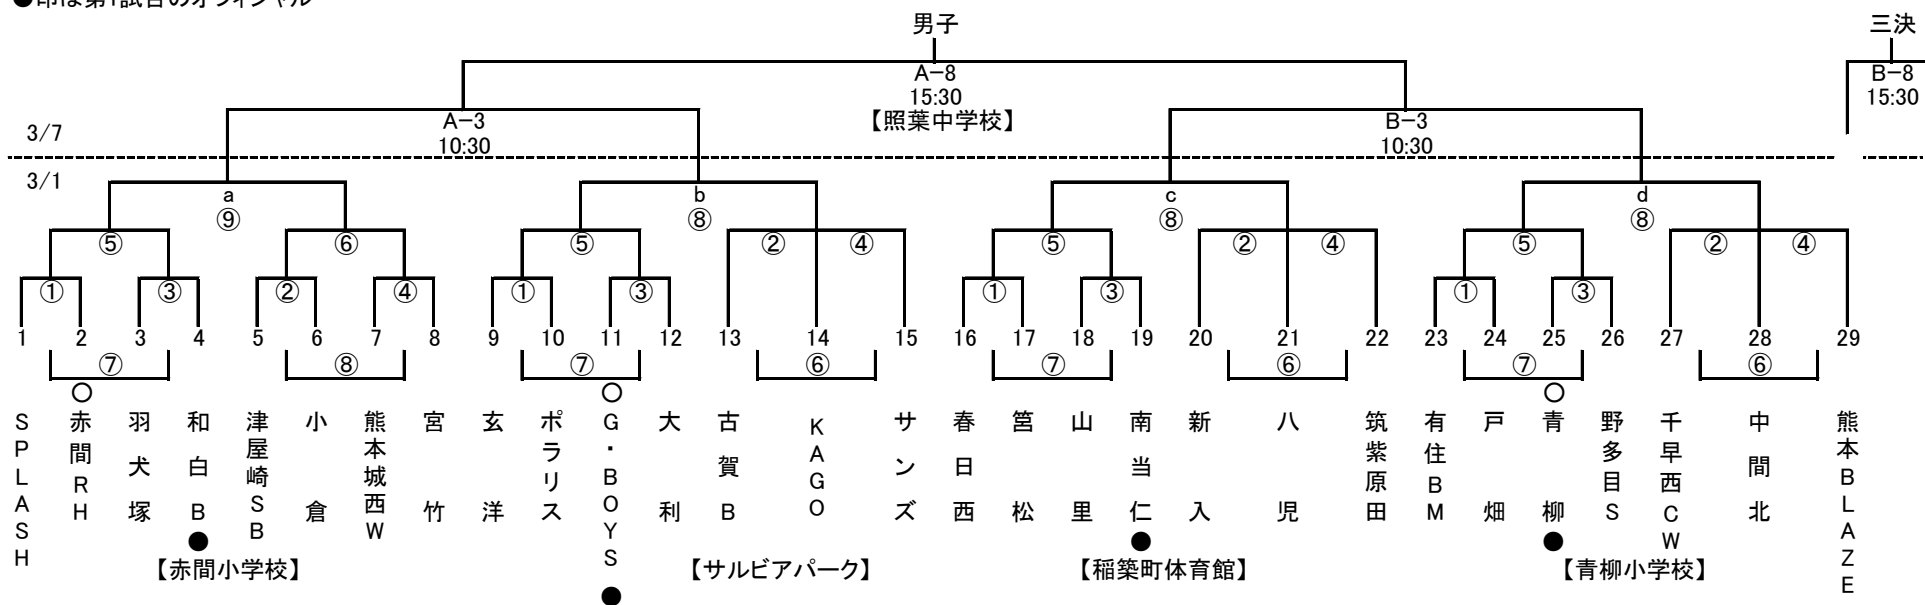 ●印は第1試合のオフィシャル
男子
三決
A-8
15:30
【照葉中学校】
B-8
15:30
3/7
A-3
10:30
B-3
10:30
3/1
a
⑨
b
⑧
c
⑧
d
⑧
⑤ ⑥ ⑤ ② ④ ⑤ ② ④ ⑤ ② ④
① ③ ② ④ ① ③ ① ③ ① ③
1 2 3 4 5 6 7 8 9 10 11 12 13 14 15 16 17 18 19 20 21 22 23 24 25 26 27 28 29
⑦ ⑧ ⑦ ⑥ ⑦ ⑥ ⑦ ⑥
○ ○ ○
SPLASH
赤間RH
羽犬塚
和白B
●
津屋崎SB
小倉
熊本城西W
宮竹
玄洋
ポラリス
G・BOYS
●
大利
古賀B
KAGO
サンズ
春日西
筥松
山里
南当仁
●
新入
八児
筑紫原田
有住BM
戸畑
青柳
●
野多目S
千早西CW
中間北
熊本BLAZE
【赤間小学校】
【サルビアパーク】
【稲築町体育館】
【青柳小学校】